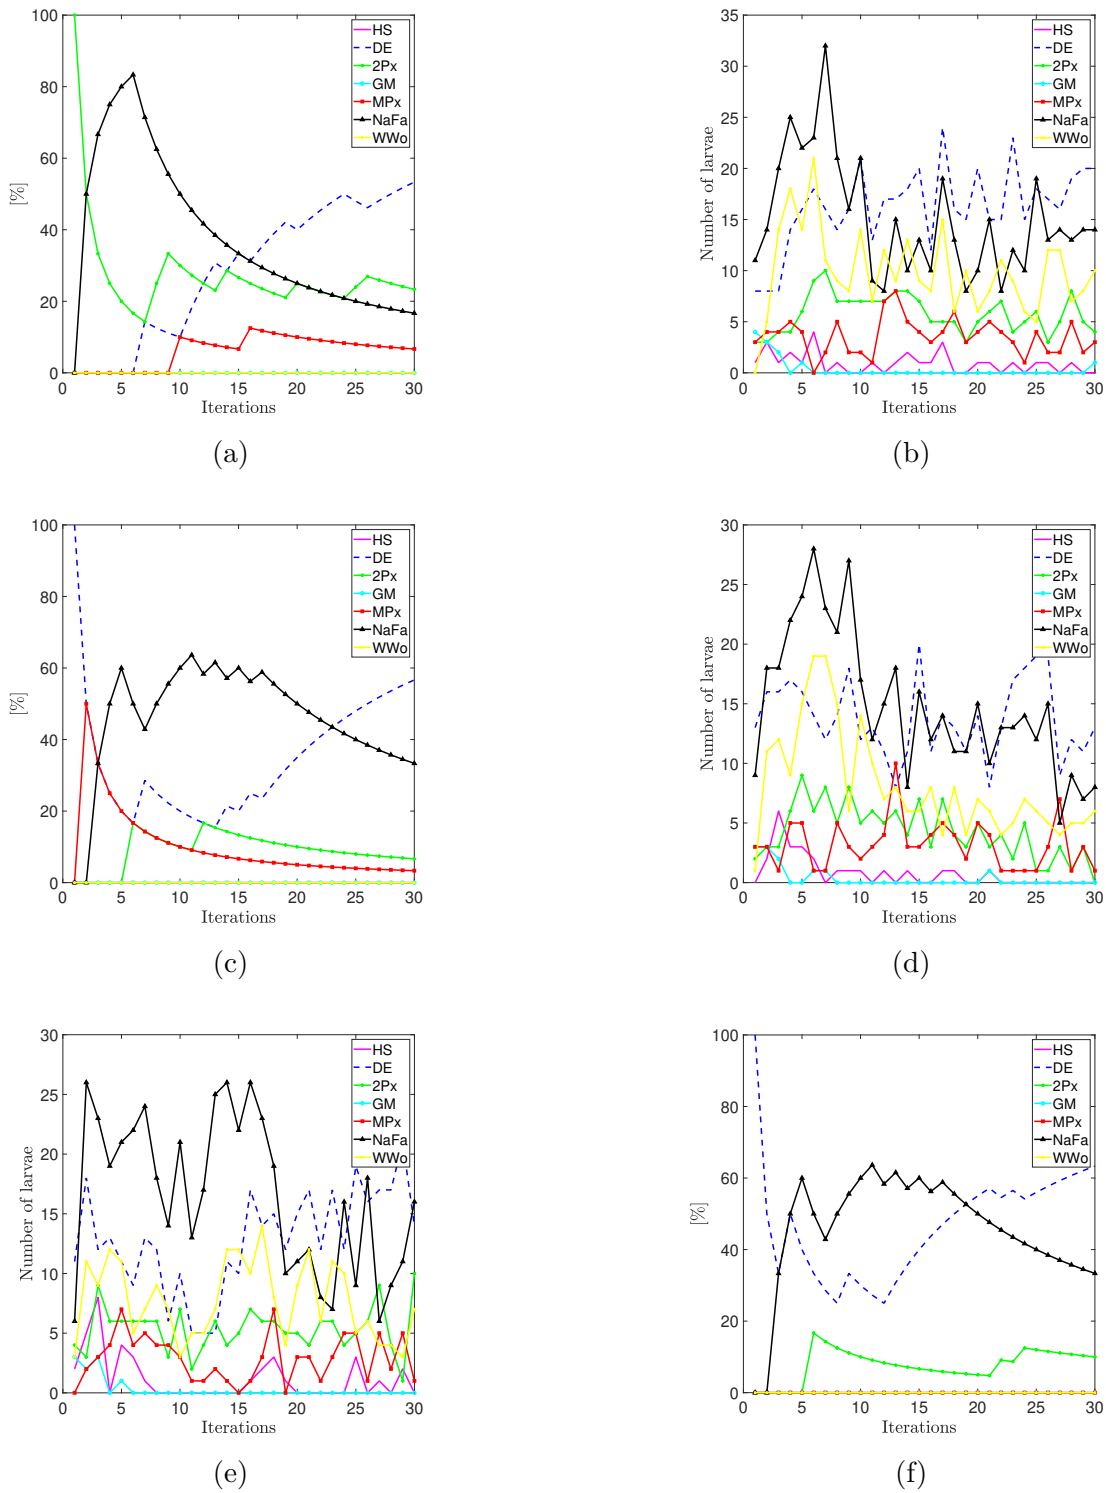 100
80
60
40
20
0
[%]
0 5 10 15 20 25 30
Iterations
HS
DE
2Px
GM
MPx
NaFa
WWo
(a)
35
30
25
20
15
10
5
0
Number of larvae
0 5 10 15 20 25 30
Iterations
HS
DE
2Px
GM
MPx
NaFa
WWo
(b)
100
80
60
40
20
0
[%]
0 5 10 15 20 25 30
Iterations
HS
DE
2Px
GM
MPx
NaFa
WWo
(c)
30
25
20
15
10
5
0
Number of larvae
0 5 10 15 20 25 30
Iterations
HS
DE
2Px
GM
MPx
NaFa
WWo
(d)
30
25
20
15
10
5
0
Number of larvae
0 5 10 15 20 25 30
Iterations
HS
DE
2Px
GM
MPx
NaFa
WWo
(e)
100
80
60
40
20
0
[%]
0 5 10 15 20 25 30
Iterations
HS
DE
2Px
GM
MPx
NaFa
WWo
(f)